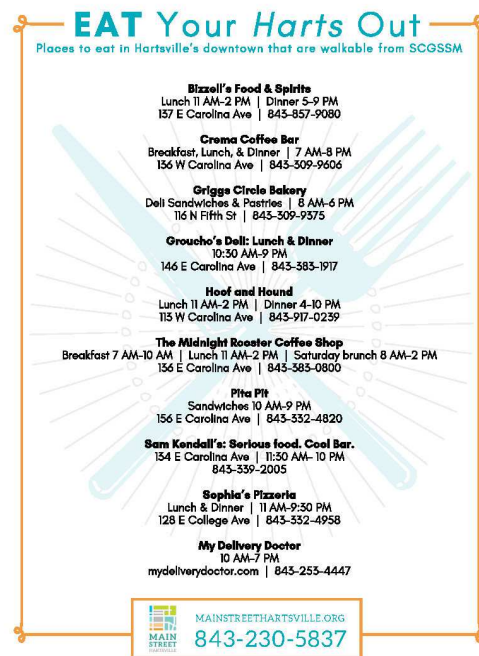 EAT Your Harts Out
Places to eat in Hartsville's downtown that are walkable from SCGSSM
Bizzell's Food & Spirits
Lunch 11 AM-2 PM | Dinner 5-9 PM
137 E Carolina Ave | 843-857-9080
Crema Coffee Bar
Breakfast, Lunch, & Dinner | 7 AM-8 PM
136 W Carolina Ave | 843-309-9606
Griggs Circle Bakery
Deli Sandwiches & Pastries | 8 AM-6 PM
116 N Fifth St | 843-309-9375
Groucho's Deli: Lunch & Dinner
10:30 AM-9 PM
146 E Carolina Ave | 843-383-1917
Hoof and Hound
Lunch 11 AM-2 PM | Dinner 4-10 PM
113 W Carolina Ave | 843-917-0239
The Midnight Rooster Coffee Shop
Breakfast 7 AM-10 AM | Lunch 11 AM-2 PM | Saturday brunch 8 AM-2 PM
136 E Carolina Ave | 843-383-0800
Pita Pit
Sandwiches 10 AM-9 PM
156 E Carolina Ave | 843-332-4820
Sam Kendall's: Serious food. Cool Bar.
134 E Carolina Ave | 11:30 AM- 10 PM
843-339-2005
Sophia's Pizzeria
Lunch & Dinner | 11 AM-9:30 PM
128 E College Ave | 843-332-4958
My Delivery Doctor
10 AM-7 PM
mydeliverydoctor.com | 843-253-4447
MAIN
STREET
HARTSVILLE
MAINSTREETHARTSVILLE.ORG
843-230-5837